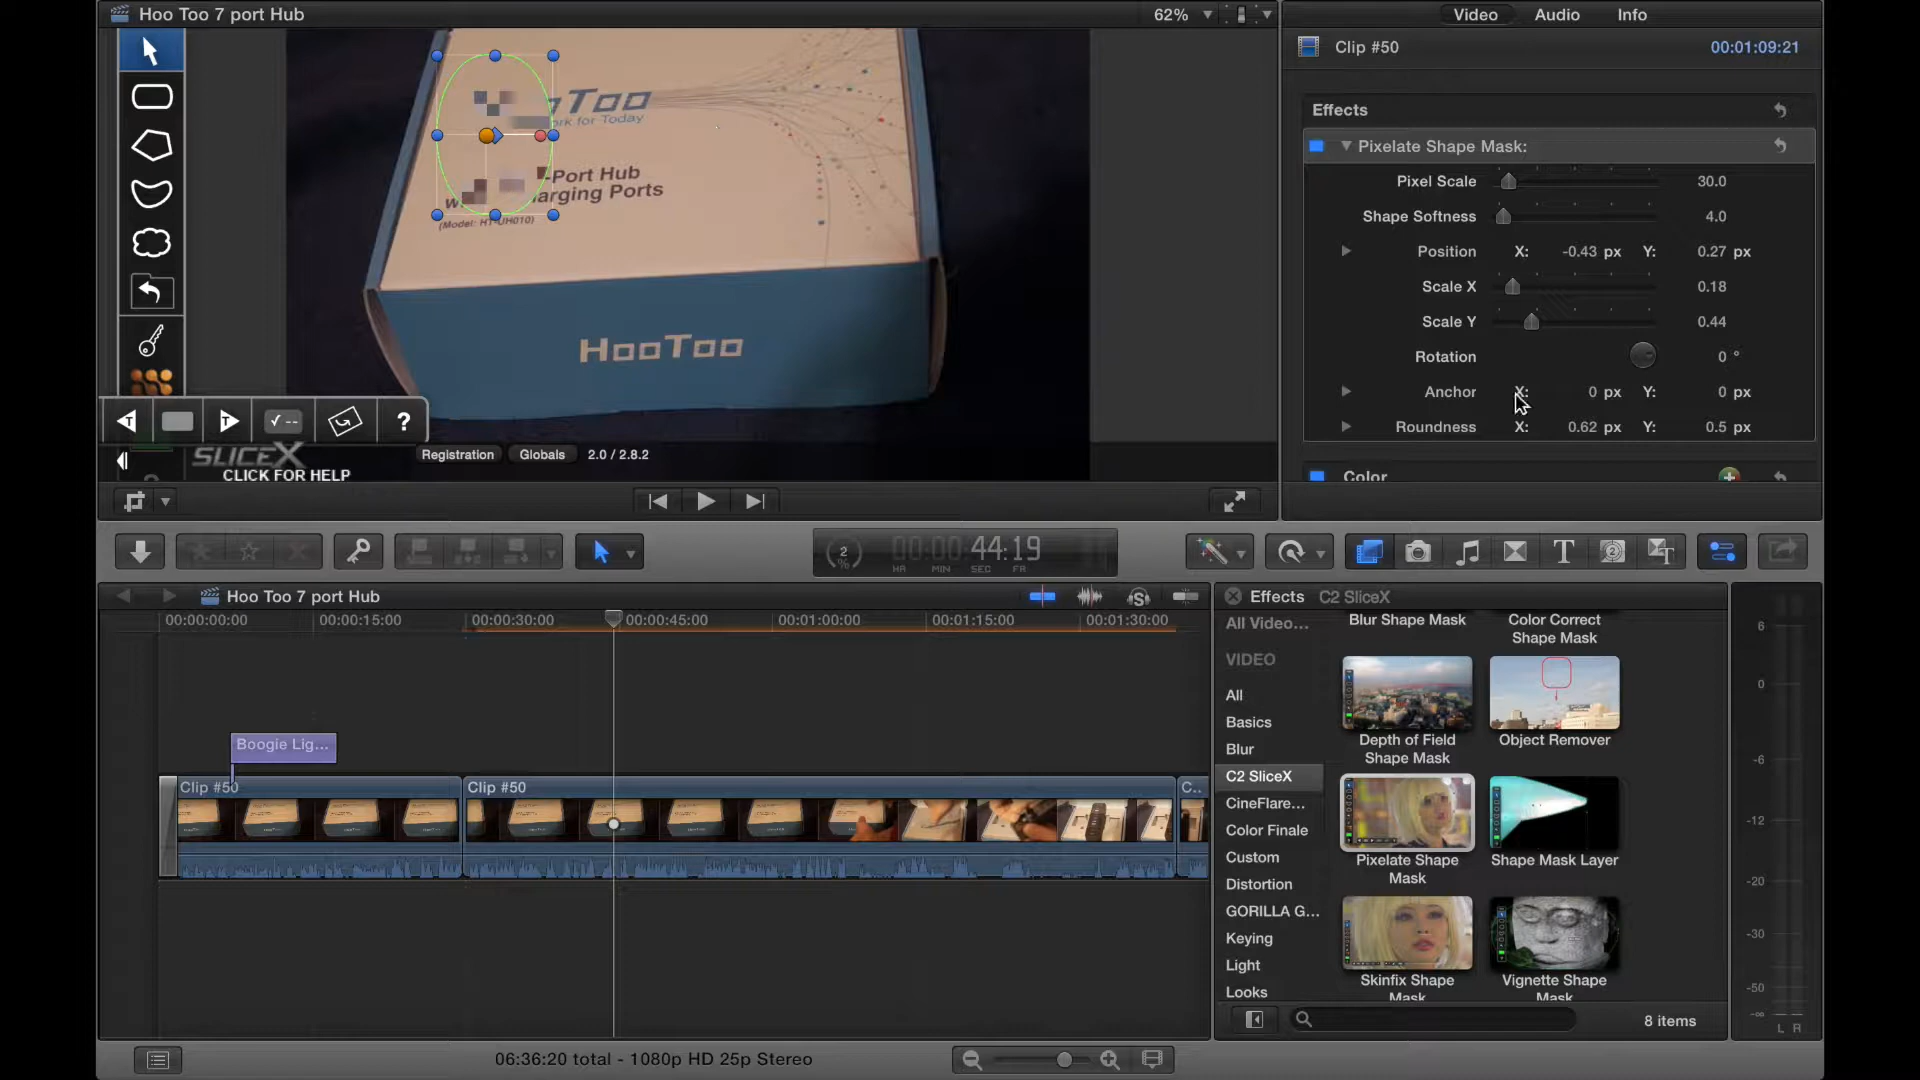 Hoo Too 7 port Hub
62%
Video Audio Info
Clip #50
00:01:09:21
Effects
Pixelate Shape Mask:
Pixel Scale 30.0
Shape Softness 4.0
Position X: -0.43 px Y: 0.27 px
Scale X 0.18
Scale Y 0.44
Rotation 0 °
Anchor X: 0 px Y: 0 px
Roundness X: 0.62 px Y: 0.5 px
Color
Too
for Today
-Port Hub
arging Ports
(Model: HT-UH010)
HooToo
T T ✓ -- ?
SLICEX
CLICK FOR HELP
Registration Globals 2.0 / 2.8.2
2
%
00:00:44:19
HR MIN SEC FR
Hoo Too 7 port Hub
00:00:00:00 00:00:15:00 00:00:30:00 00:00:45:00 00:01:00:00 00:01:15:00 00:01:30:00
Boogie Lig...
Clip #50
Clip #50
C..
Effects C2 SliceX
All Video...
VIDEO
All
Basics
Blur
C2 SliceX
CineFlare...
Color Finale
Custom
Distortion
GORILLA G...
Keying
Light
Looks
Blur Shape Mask
Color Correct
Shape Mask
Depth of Field
Shape Mask
Object Remover
Pixelate Shape
Mask
Shape Mask Layer
Skinfix Shape
Mask
Vignette Shape
Mask
8 items
6
0
-6
-12
-20
-30
-50
-∞
L R
06:36:20 total - 1080p HD 25p Stereo